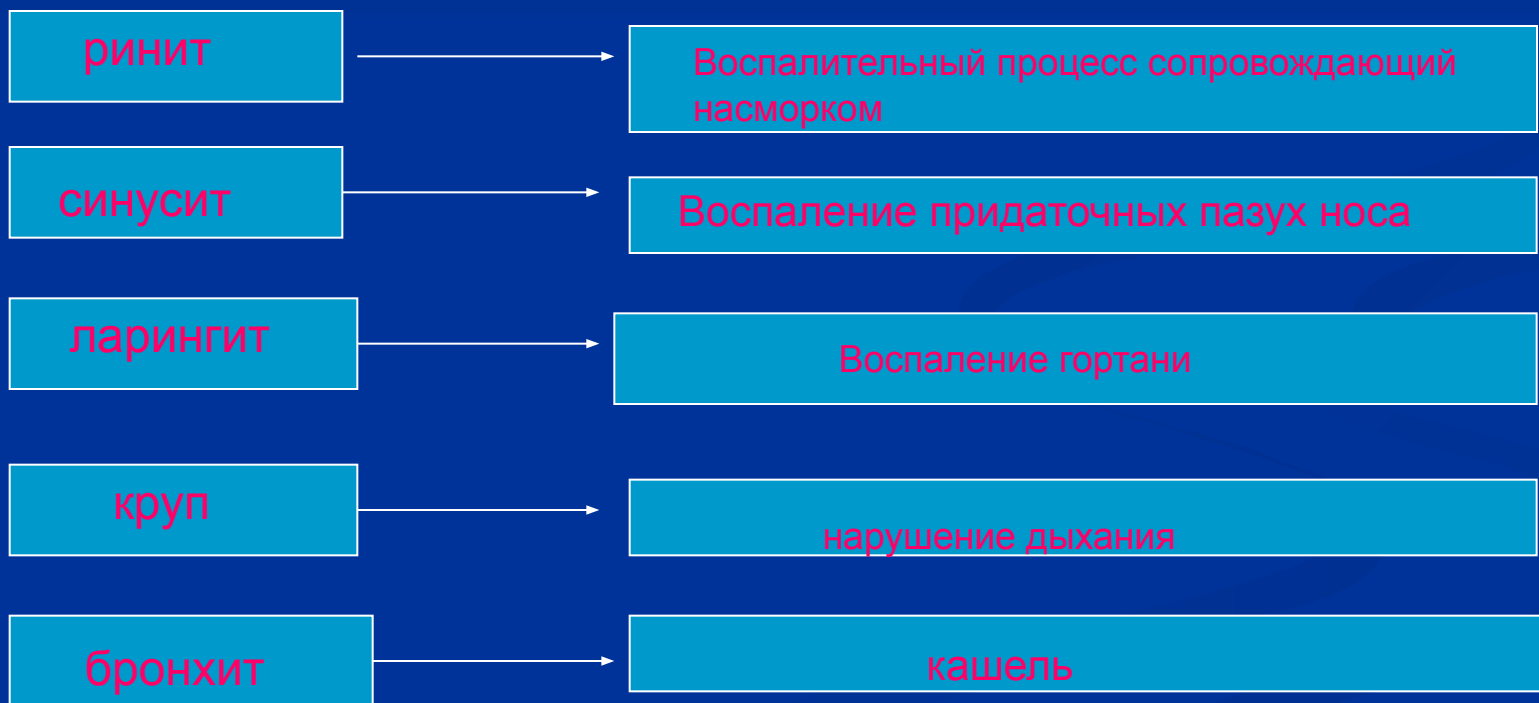 ринит
Воспалительный процесс сопровождающий
насморком
синусит
Воспаление придаточных пазух носа
ларингит
Воспаление гортани
круп
нарушение дыхания
бронхит
кашель